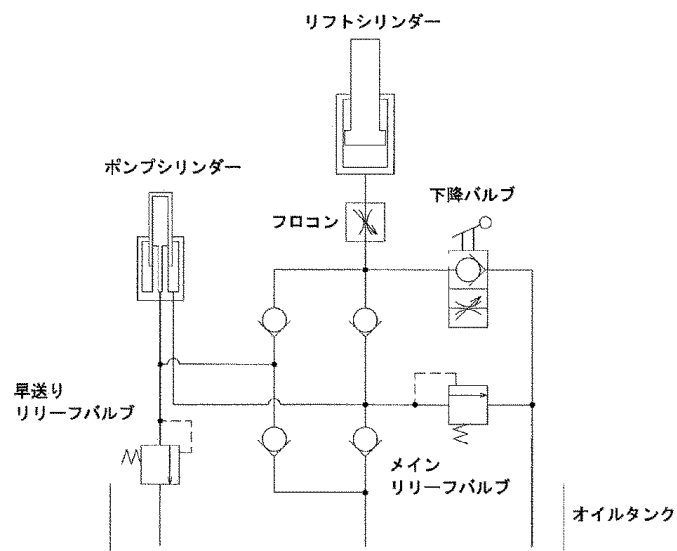 リフトシリンダー
ポンプシリンダー
下降バルブ
フロコン
早送り
リリーフバルブ
メイン
リリーフバルブ
オイルタンク